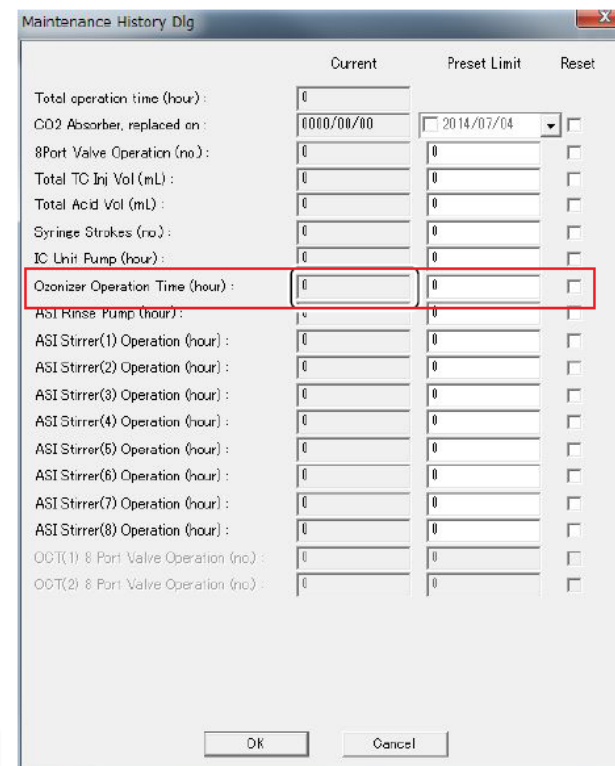 Maintenance History Dlg
Current Preset Limit Reset
Total operation time (hour) : 0
CO2 Absorber, replaced on : 0000/00/00 2014/07/04
8Port Valve Operation (no.) : 0 0
Total TC Inj Vol (mL) : 0 0
Total Acid Vol (mL) : 0 0
Syringe Strokes (no.) : 0 0
IC Unit Pump (hour) : 0 0
Ozonizer Operation Time (hour) : 0 0
ASI Rinse Pump (hour) : 0 0
ASI Stirrer(1) Operation (hour) : 0 0
ASI Stirrer(2) Operation (hour) : 0 0
ASI Stirrer(3) Operation (hour) : 0 0
ASI Stirrer(4) Operation (hour) : 0 0
ASI Stirrer(5) Operation (hour) : 0 0
ASI Stirrer(6) Operation (hour) : 0 0
ASI Stirrer(7) Operation (hour) : 0 0
ASI Stirrer(8) Operation (hour) : 0 0
OCT(1) 8 Port Valve Operation (no.) : 0 0
OCT(2) 8 Port Valve Operation (no.) : 0 0
OK Cancel